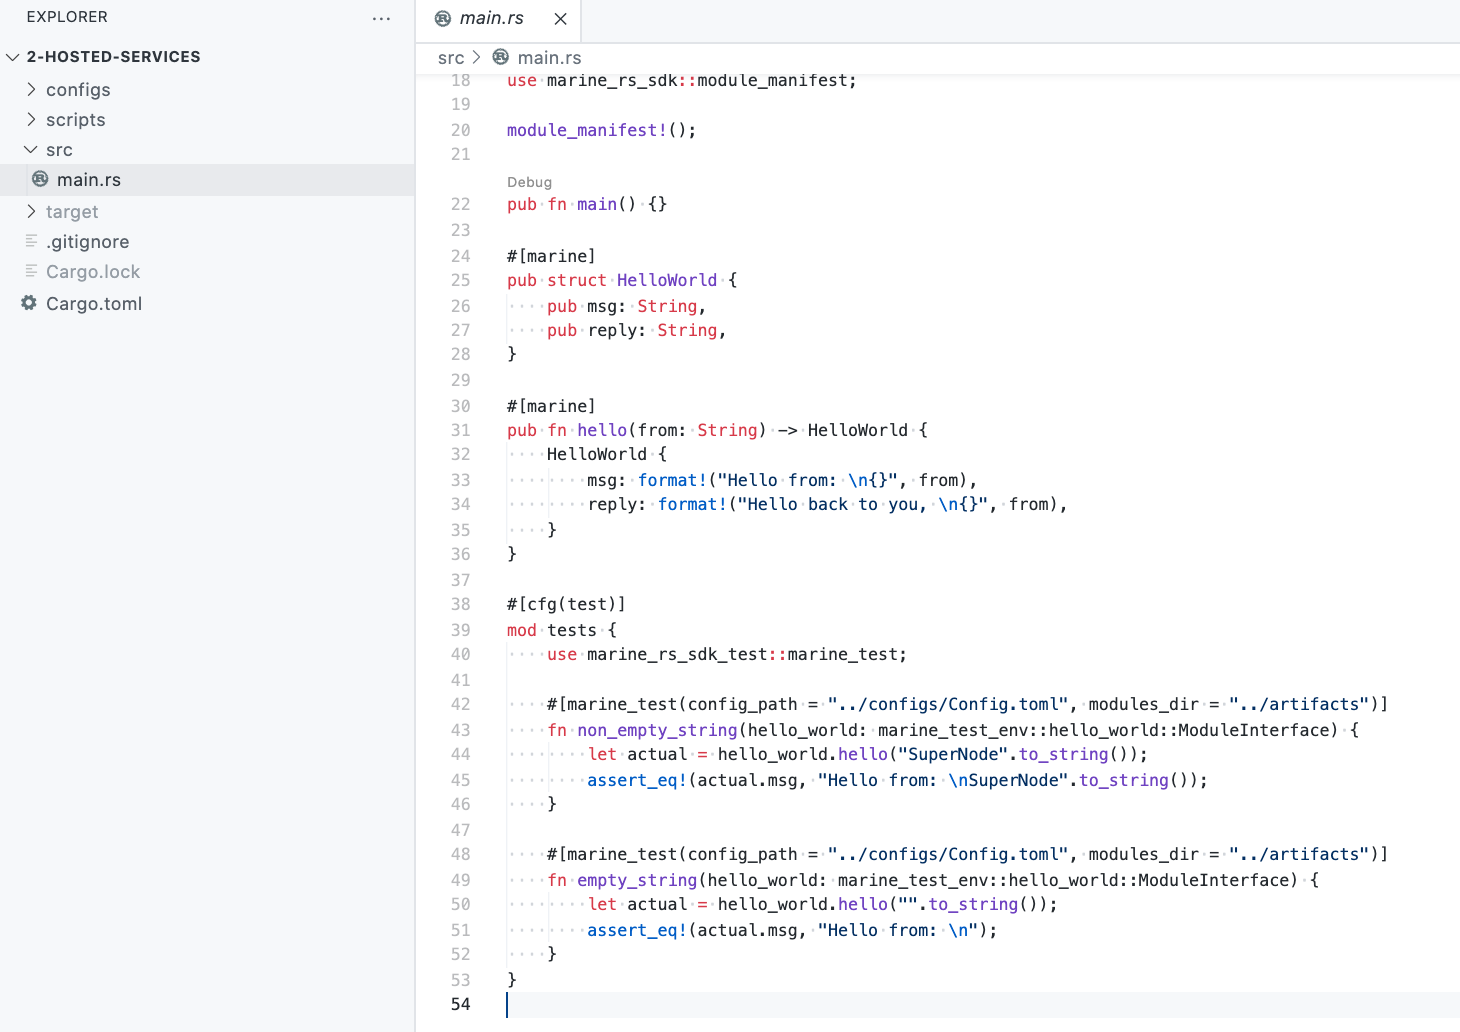 EXPLORER
...
2-HOSTED-SERVICES
configs
scripts
src
main.rs
target
.gitignore
Cargo.lock
Cargo.toml
main.rs
src > main.rs
18 use marine_rs_sdk::module_manifest;
19
20 module_manifest!();
21
Debug
22 pub fn main() {}
23
24 #[marine]
25 pub struct HelloWorld {
26     pub msg: String,
27     pub reply: String,
28 }
29
30 #[marine]
31 pub fn hello(from: String) -> HelloWorld {
32     HelloWorld {
33         msg: format!("Hello from: \n{}", from),
34         reply: format!("Hello back to you, \n{}", from),
35     }
36 }
37
38 #[cfg(test)]
39 mod tests {
40     use marine_rs_sdk_test::marine_test;
41
42     #[marine_test(config_path = "../configs/Config.toml", modules_dir = "../artifacts")]
43     fn non_empty_string(hello_world: marine_test_env::hello_world::ModuleInterface) {
44         let actual = hello_world.hello("SuperNode".to_string());
45         assert_eq!(actual.msg, "Hello from: \nSuperNode".to_string());
46     }
47
48     #[marine_test(config_path = "../configs/Config.toml", modules_dir = "../artifacts")]
49     fn empty_string(hello_world: marine_test_env::hello_world::ModuleInterface) {
50         let actual = hello_world.hello("".to_string());
51         assert_eq!(actual.msg, "Hello from: \n");
52     }
53 }
54